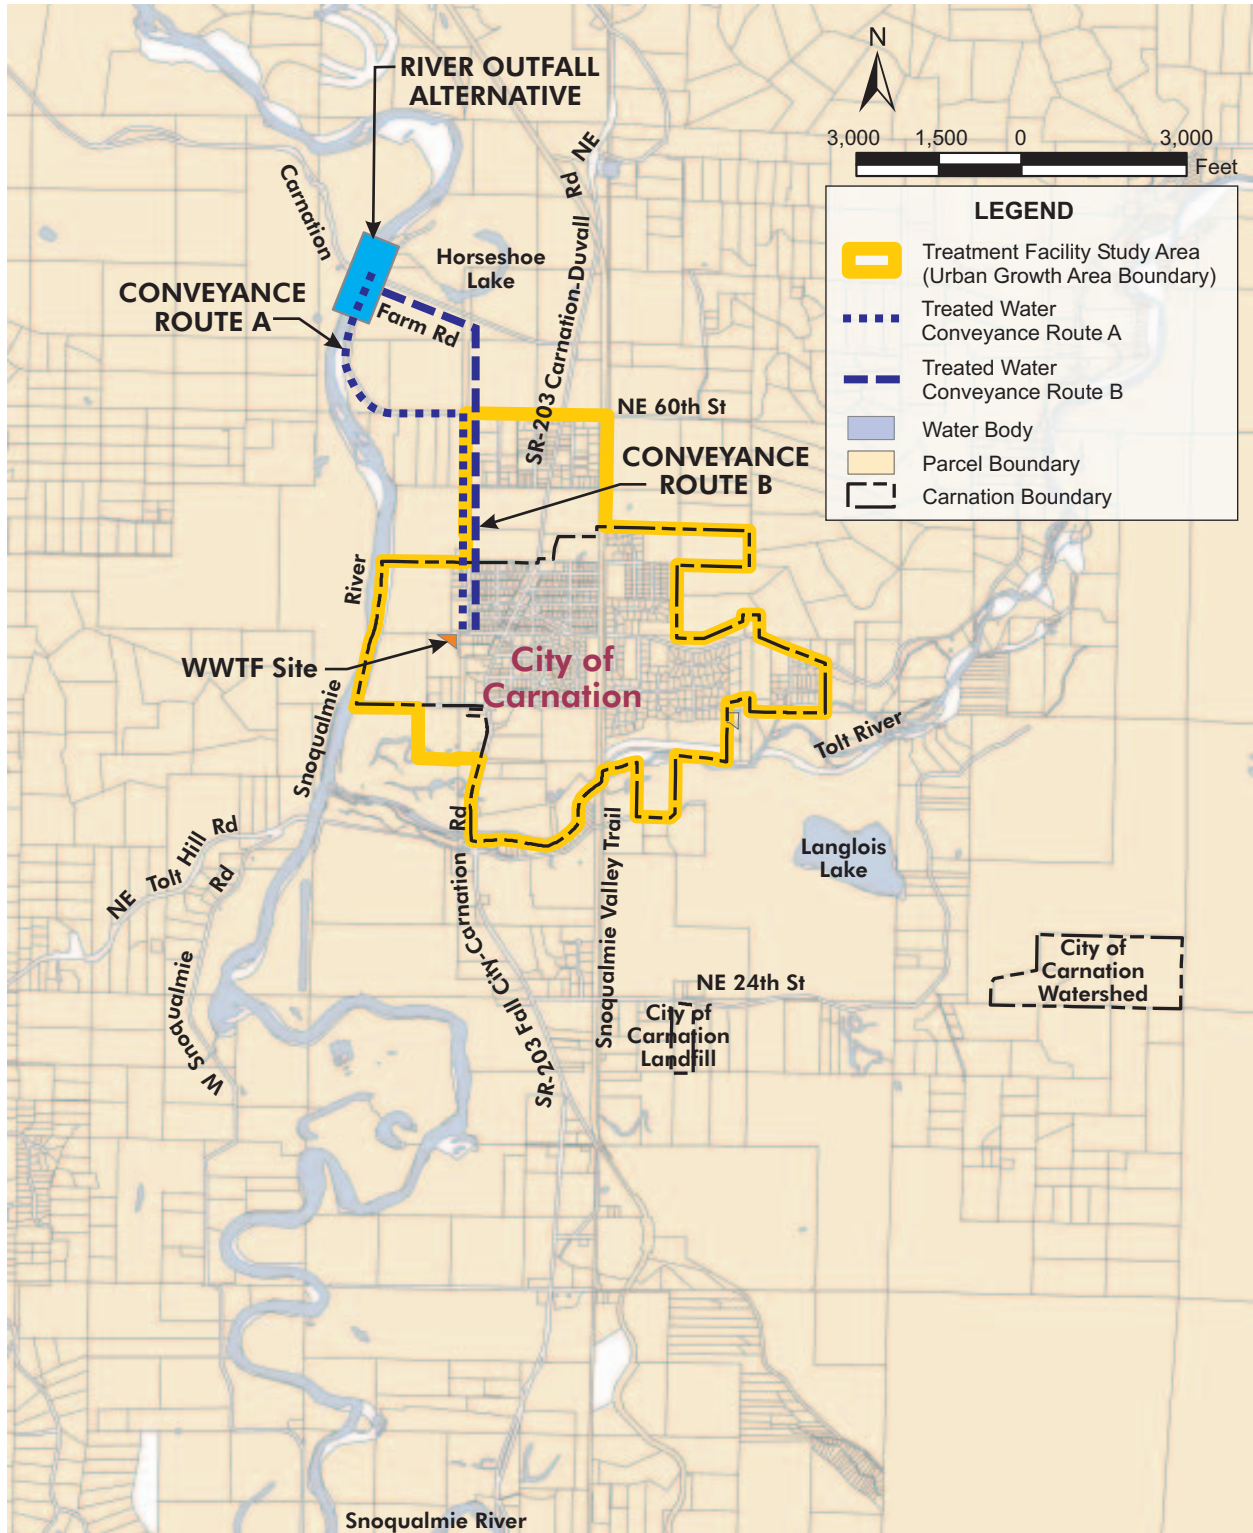 RIVER OUTFALL
ALTERNATIVE
N
3,000 1,500 0 3,000
Feet
LEGEND
Treatment Facility Study Area
(Urban Growth Area Boundary)
Treated Water
Conveyance Route A
Treated Water
Conveyance Route B
Water Body
Parcel Boundary
Carnation Boundary
Carnation
Farm Rd
Horseshoe
Lake
SR-203 Carnation-Duvall Rd NE
CONVEYANCE
ROUTE A
NE 60th St
CONVEYANCE
ROUTE B
Snoqualmie River
WWTF Site
City of
Carnation
Tolt River
NE Tolt Hill Rd
W Snoqualmie Rd
SR-203 Fall City-Carnation Rd
Snoqualmie Valley Trail
Langlois
Lake
NE 24th St
City of
Carnation
Landfill
City of
Carnation
Watershed
Snoqualmie River